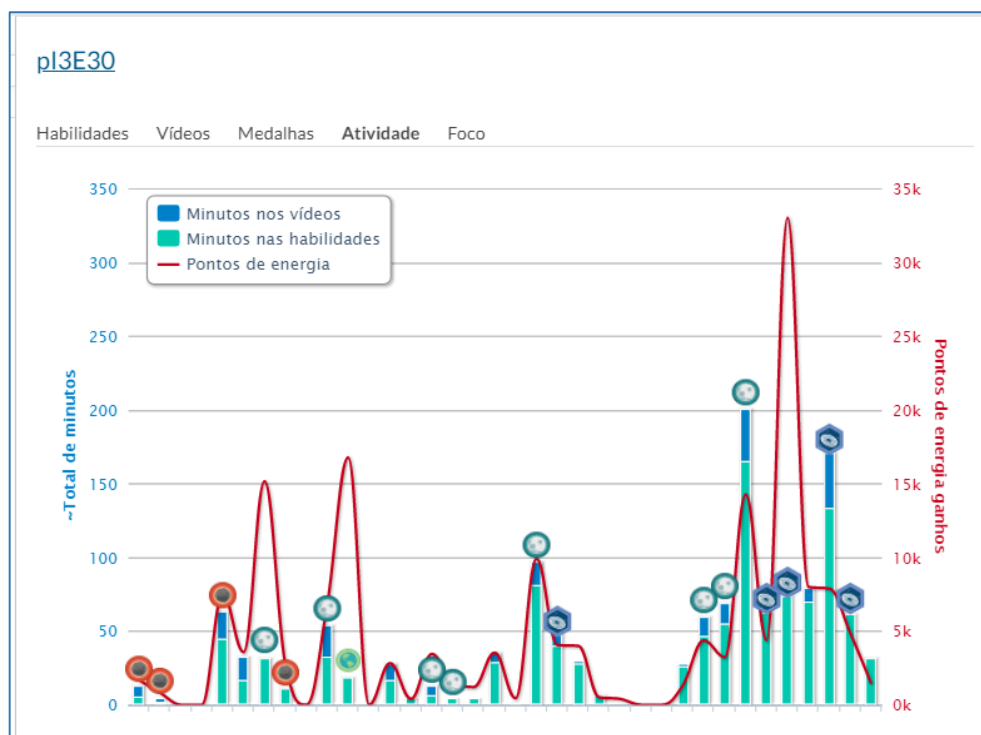 pI3E30
Habilidades Vídeos Medalhas Atividade Foco
Minutos nos vídeos
Minutos nas habilidades
Pontos de energia
~Total de minutos
350
300
250
200
150
100
50
0
35k
30k
25k
20k
15k
10k
5k
0k
Pontos de energia ganhos